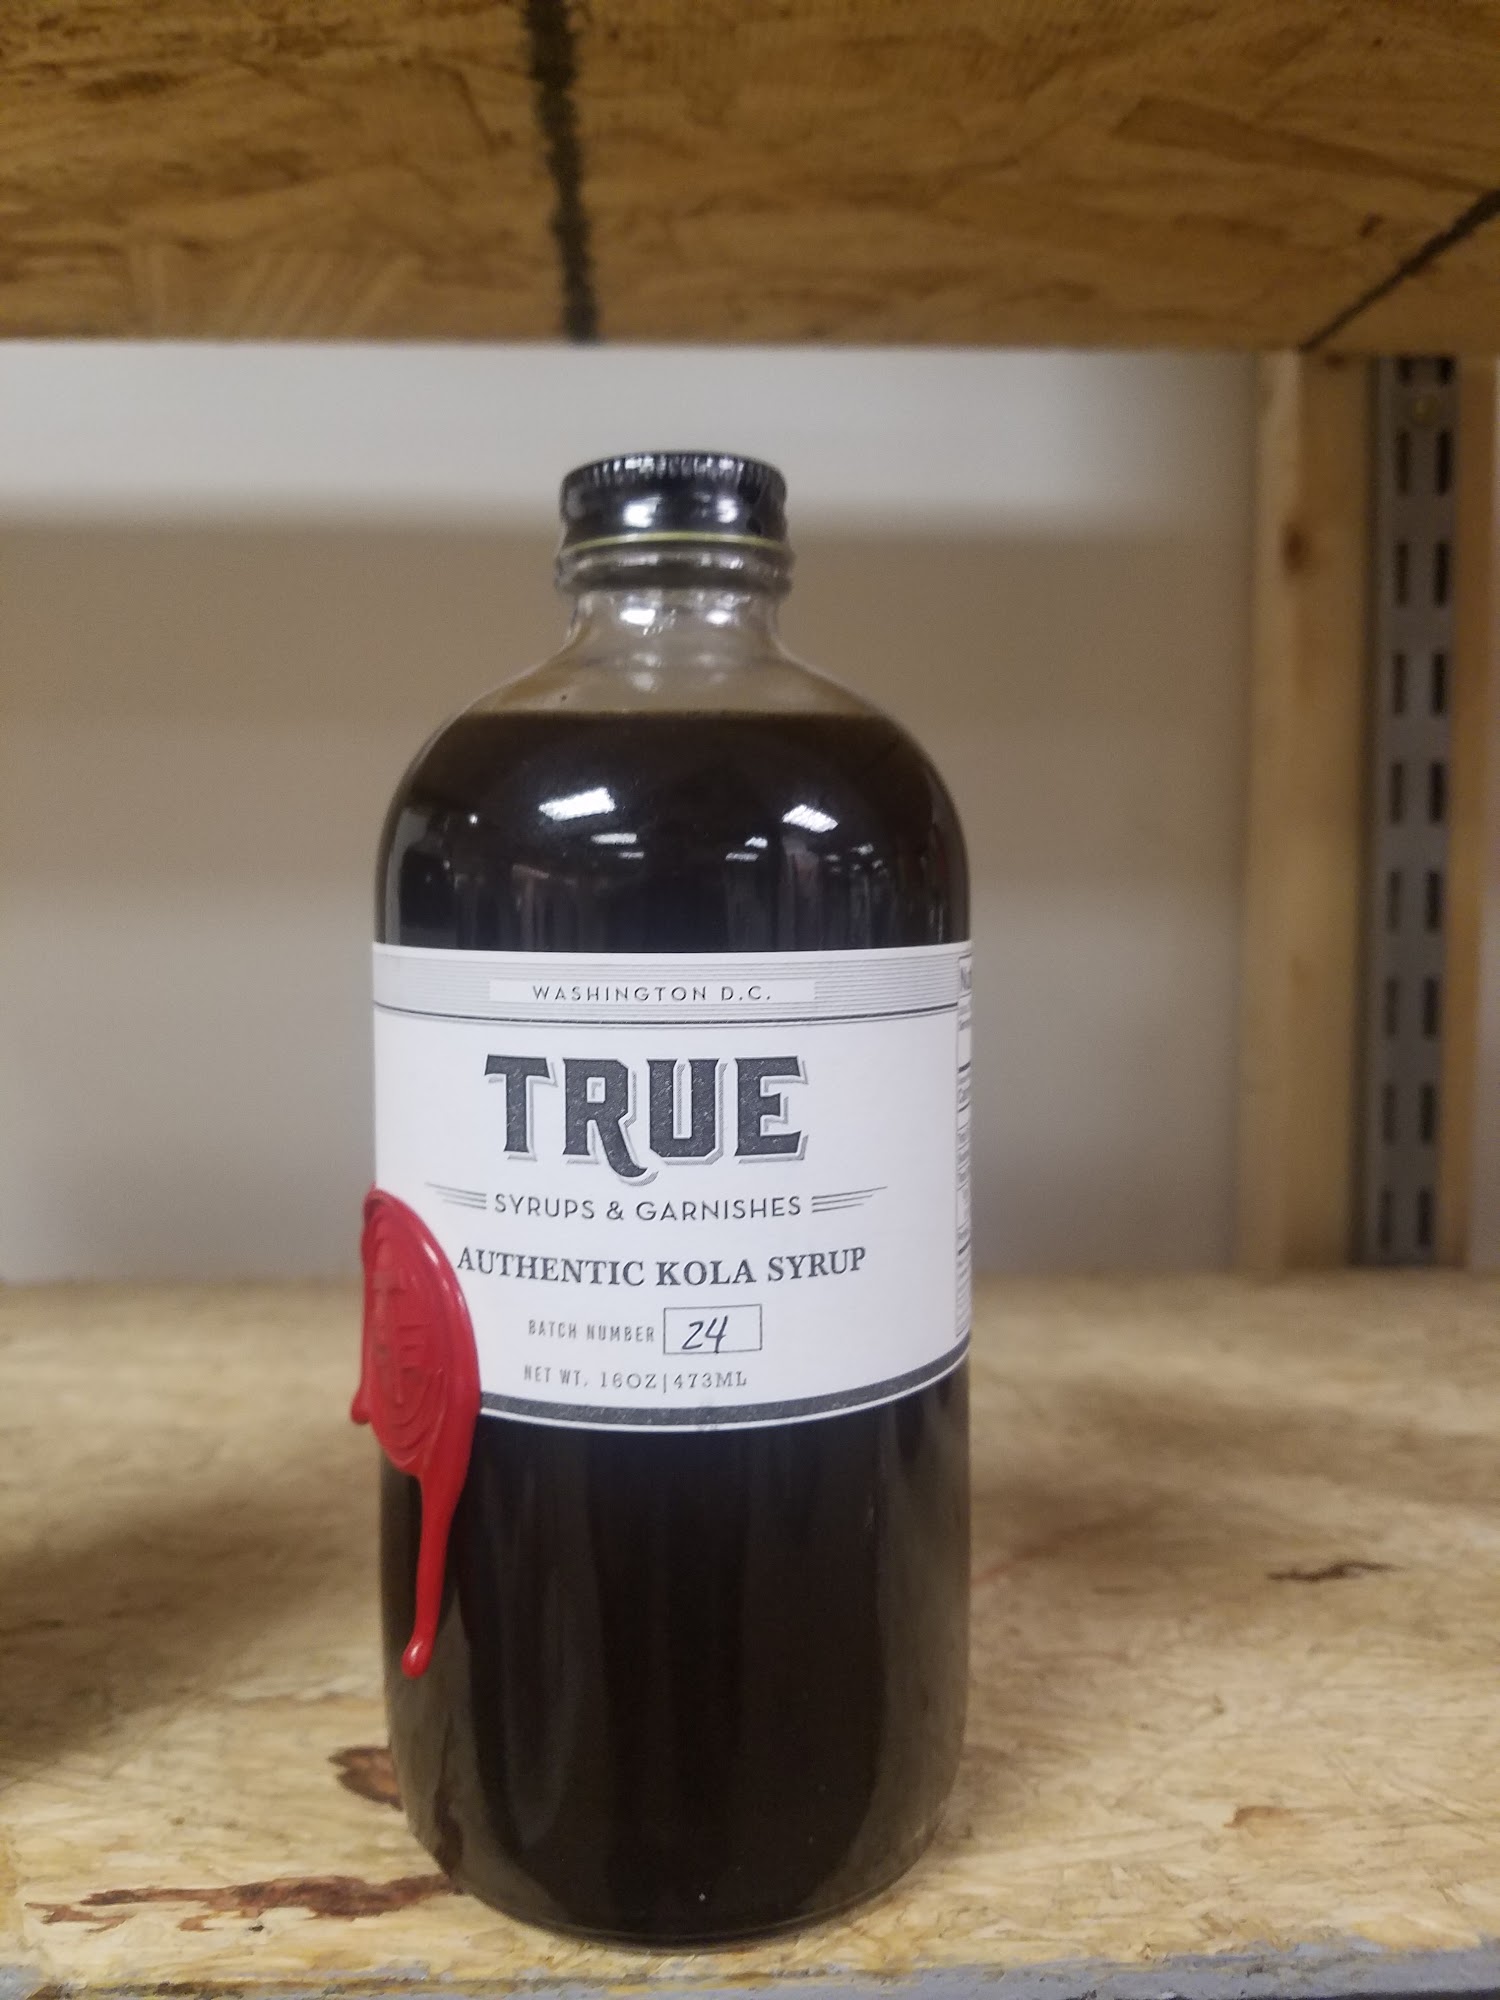 WASHINGTON D.C.
TRUE
SYRUPS & GARNISHES
AUTHENTIC KOLA SYRUP
BATCH NUMBER 24
NET WT. 16OZ|473ML